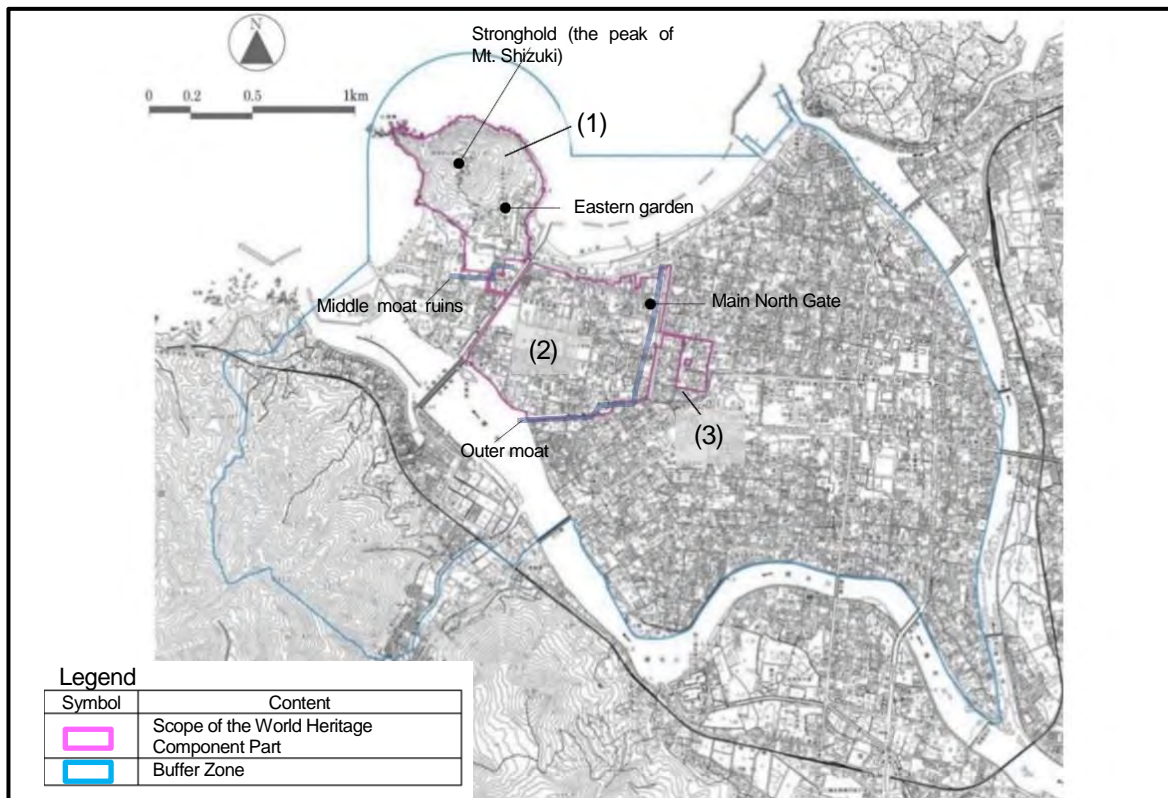 N
0 0.2 0.5 1km
Stronghold (the peak of
Mt. Shizuki)
(1)
Eastern garden
Middle moat ruins
Main North Gate
(2)
(3)
Outer moat
Legend
Symbol Content
Scope of the World Heritage
Component Part
Buffer Zone